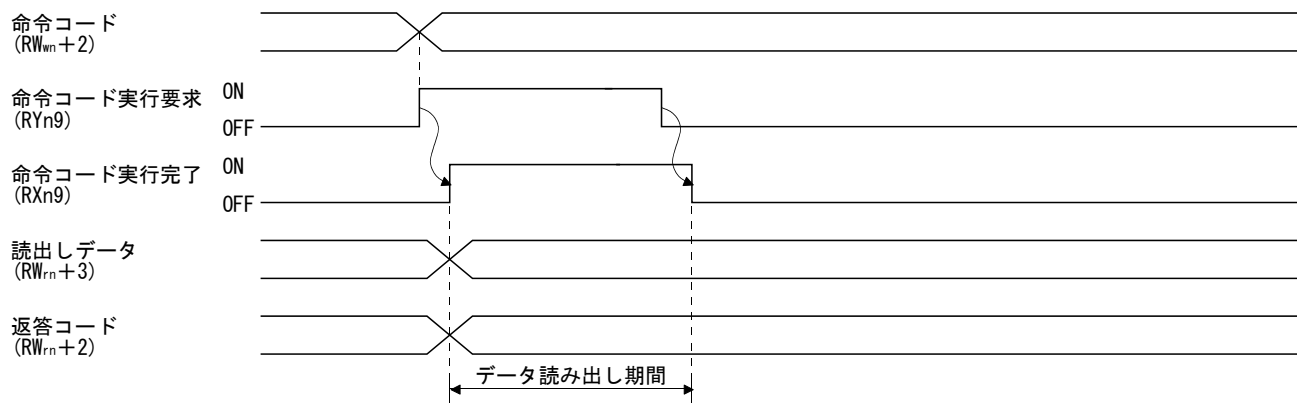 命令コード
(RWwn+2)
命令コード実行要求 ON
(RYn9) OFF
命令コード実行完了 ON
(RXn9) OFF
読出しデータ
(RWrn+3)
返答コード
(RWrn+2)
データ読み出し期間